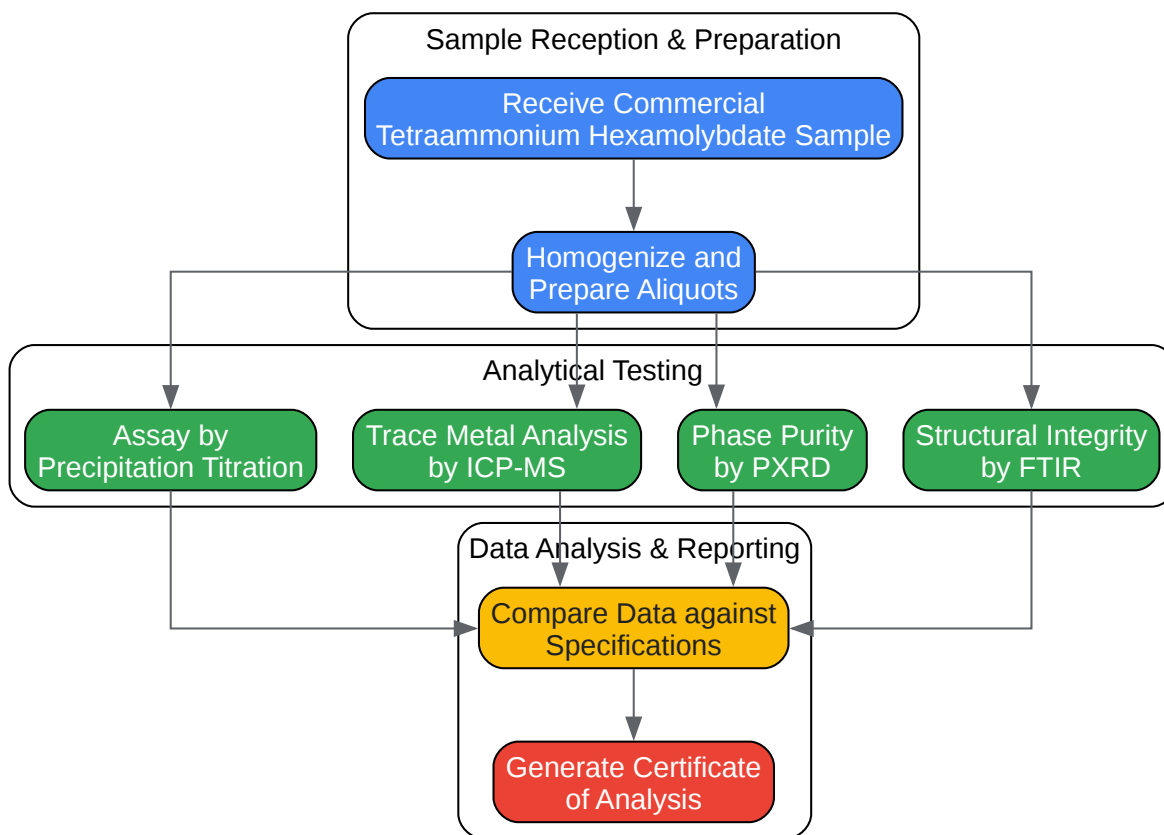 Sample Reception & Preparation
Receive Commercial
Tetraammonium Hexamolybdate Sample
Homogenize and
Prepare Aliquots
Analytical Testing
Assay by
Precipitation Titration
Trace Metal Analysis
by ICP-MS
Phase Purity
by PXRD
Structural Integrity
by FTIR
Data Analysis & Reporting
Compare Data against
Specifications
Generate Certificate
of Analysis